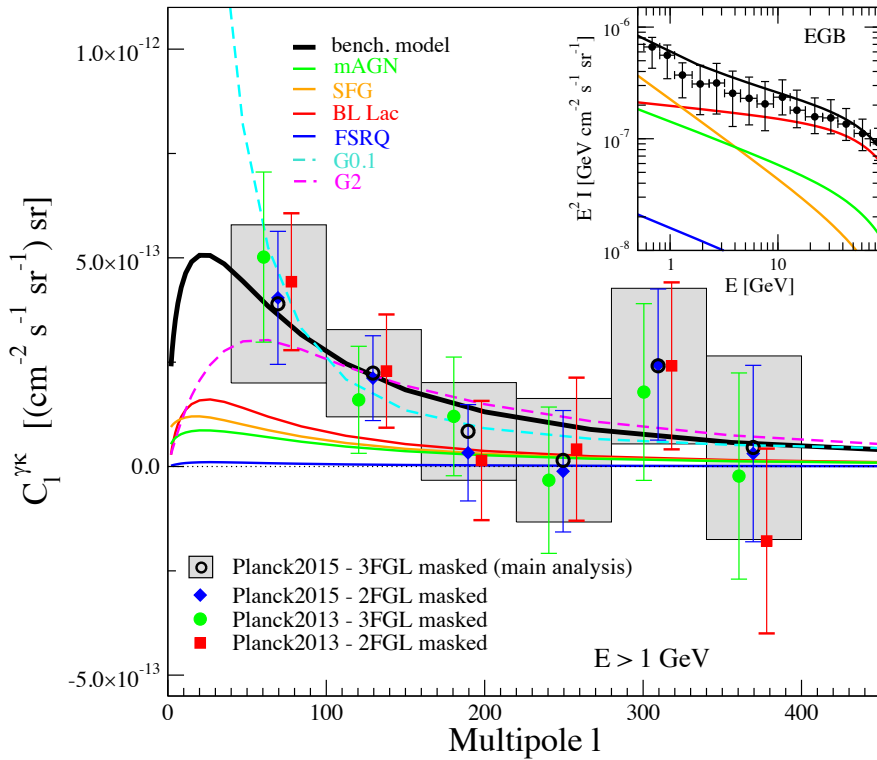 1.0×10⁻¹²
5.0×10⁻¹³
0.0
-5.0×10⁻¹³
C_l^γκ [(cm⁻² s⁻¹ sr⁻¹) sr]
bench. model
mAGN
SFG
BL Lac
FSRQ
G0.1
G2
EGB
10⁻⁶
10⁻⁷
10⁻⁸
E² I [GeV cm⁻² s⁻¹ sr⁻¹]
1 10
E [GeV]
Planck2015 - 3FGL masked (main analysis)
Planck2015 - 2FGL masked
Planck2013 - 3FGL masked
Planck2013 - 2FGL masked
E > 1 GeV
0 100 200 300 400
Multipole l